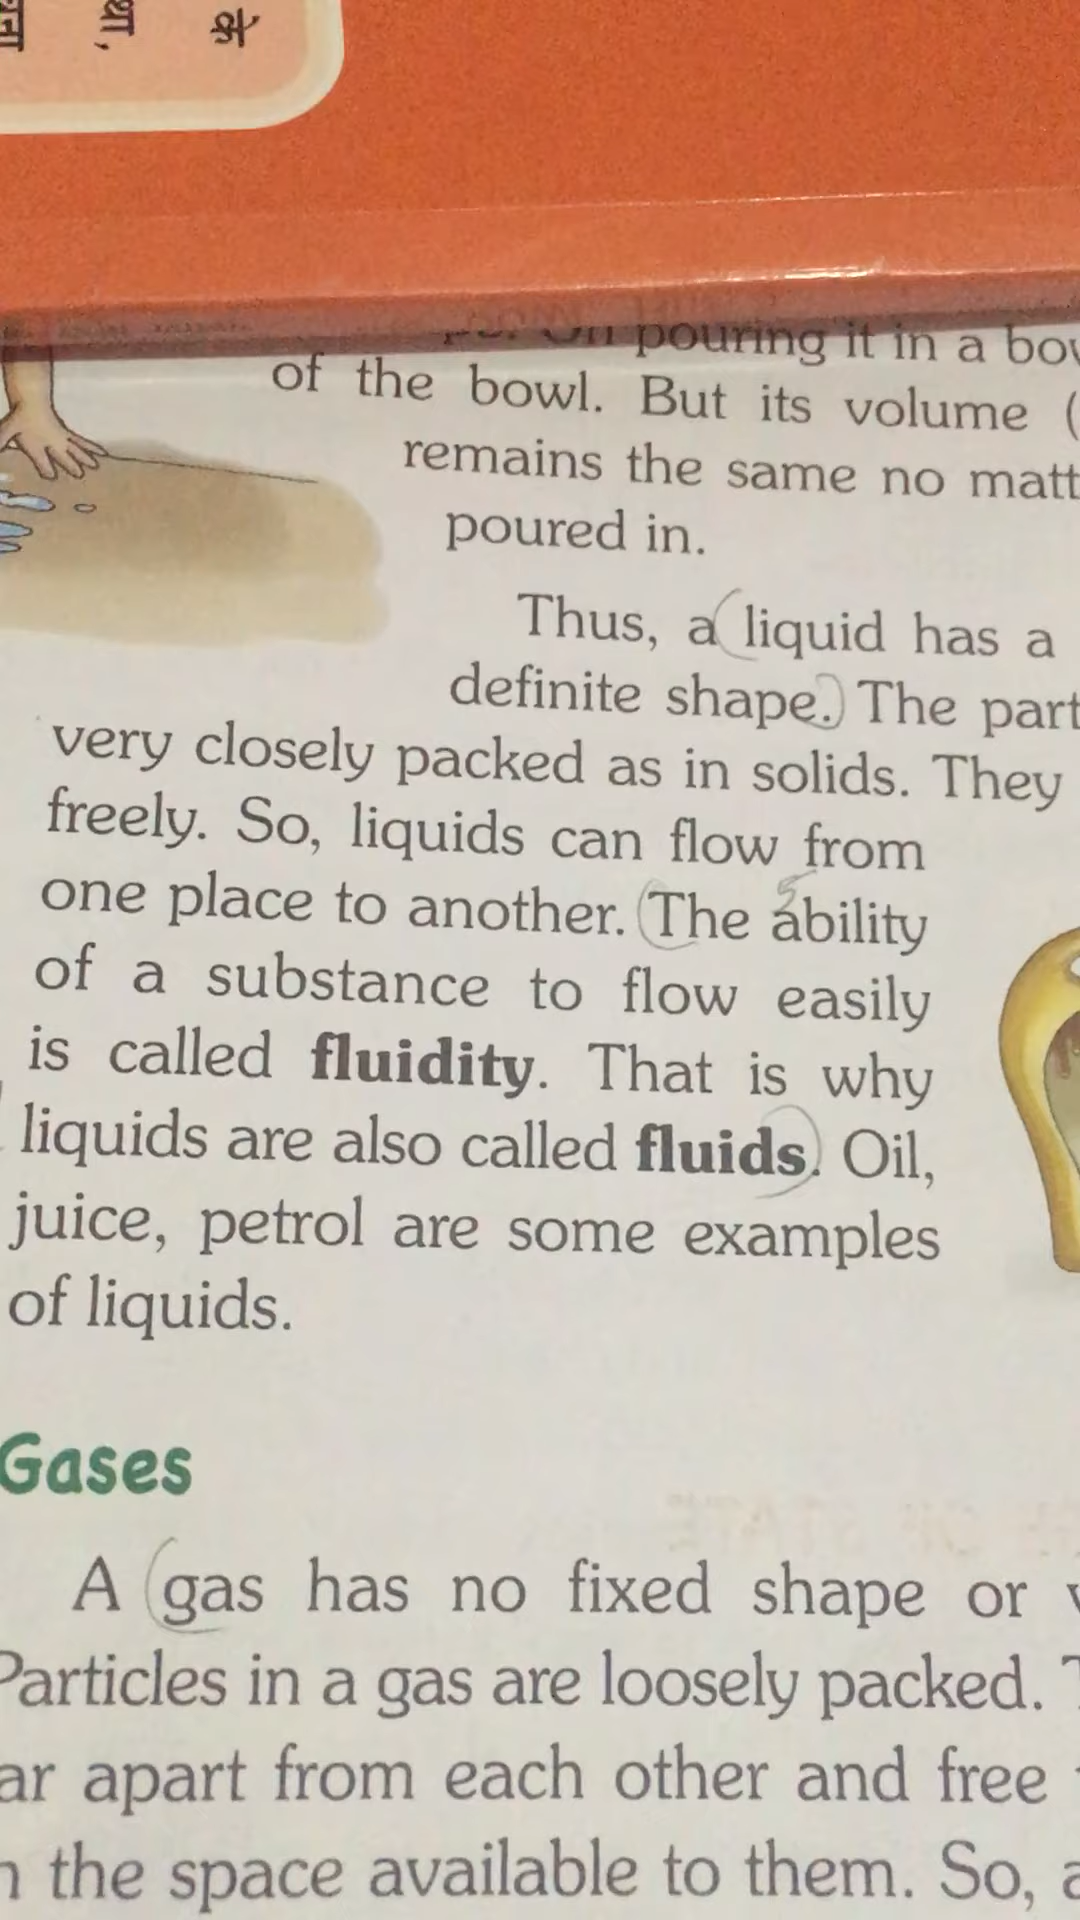 के
था,
pouring it in a
of the bowl. But its volume (
remains the same no matt
poured in.
Thus, a liquid has a
definite shape. The part
very closely packed as in solids. They
freely. So, liquids can flow from
one place to another. The ability
of a substance to flow easily
is called fluidity. That is why
liquids are also called fluids. Oil,
juice, petrol are some examples
of liquids.
Gases
A gas has no fixed shape or
Particles in a gas are loosely packed.
ar apart from each other and free
the space available to them. So,